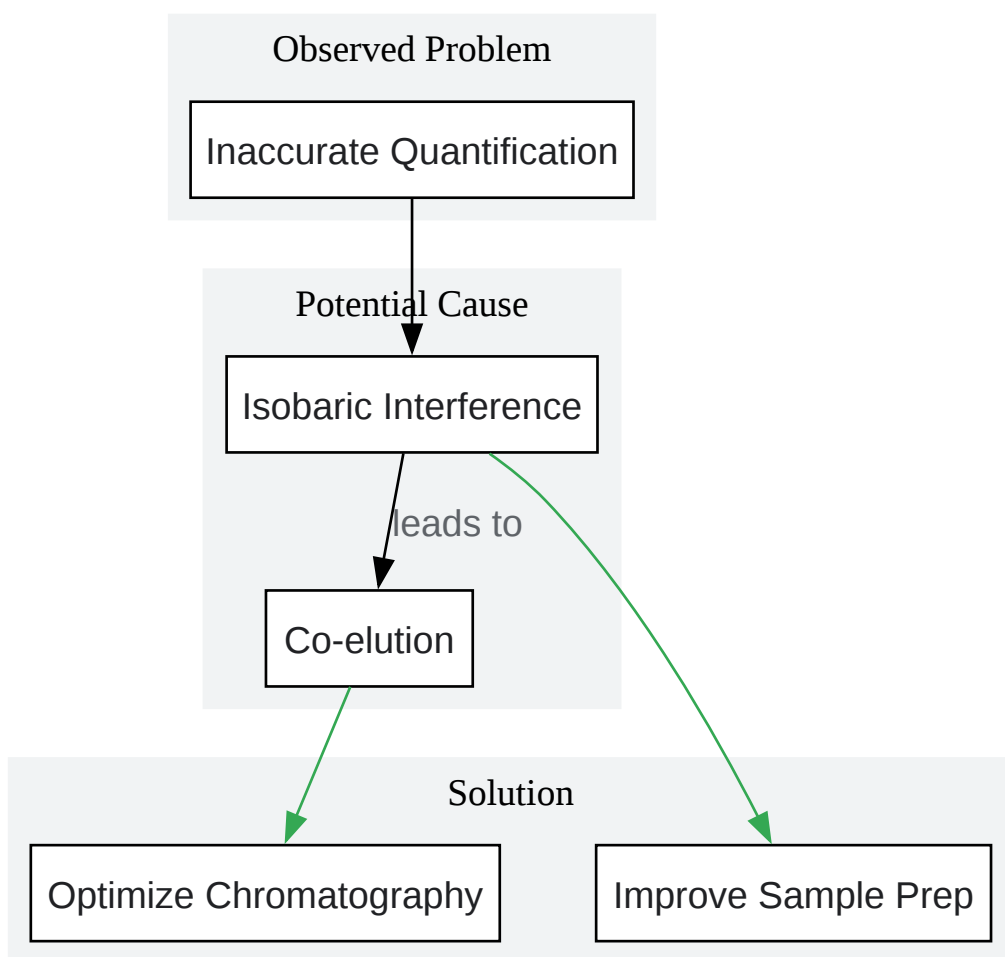 Observed Problem
Inaccurate Quantification
Potential Cause
Isobaric Interference
leads to
Co-elution
Solution
Optimize Chromatography
Improve Sample Prep